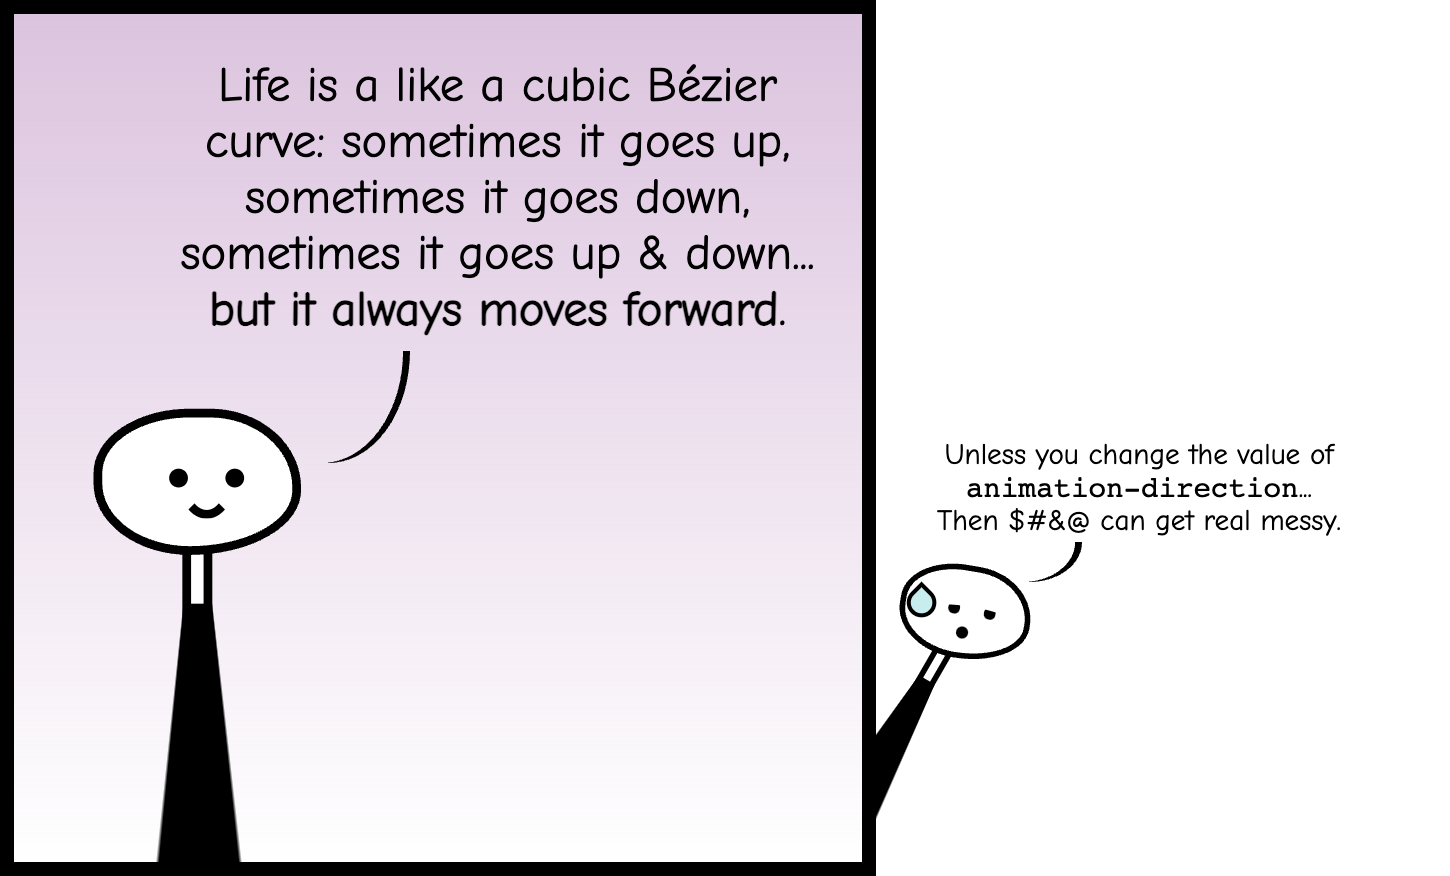 Life is a like a cubic Bézier
curve: sometimes it goes up,
sometimes it goes down,
sometimes it goes up & down...
but it always moves forward.
Unless you change the value of
animation-direction...
Then $#&@ can get real messy.